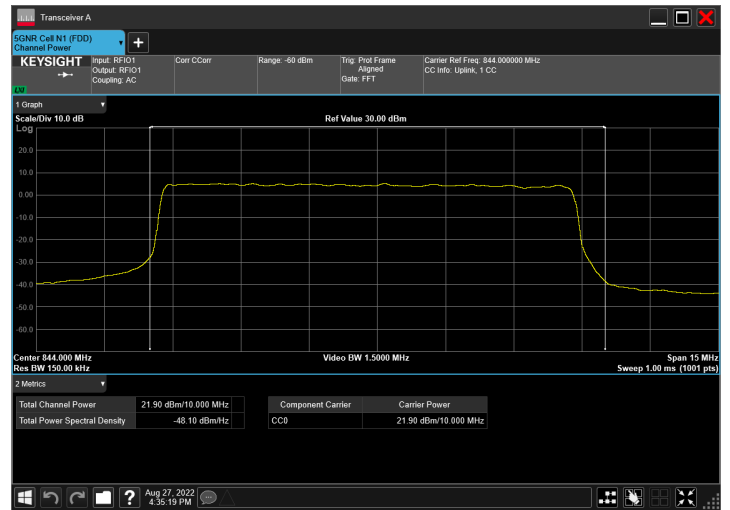 Transceiver A
5GNR Cell N1 (FDD)
Channel Power
KEYSIGHT
LXI
Input: RFIO1
Output: RFIO1
Coupling: AC
Corr CCorr
Range: -60 dBm
Trig: Prot Frame
Aligned
Gate: FFT
Carrier Ref Freq: 844.000000 MHz
CC Info: Uplink, 1 CC
1 Graph
Scale/Div 10.0 dB
Ref Value 30.00 dBm
Log
20.0
10.0
0.00
-10.0
-20.0
-30.0
-40.0
-50.0
-60.0
Center 844.000 MHz
Video BW 1.5000 MHz
Span 15 MHz
Res BW 150.00 kHz
Sweep 1.00 ms (1001 pts)
2 Metrics
Total Channel Power 21.90 dBm/10.000 MHz
Total Power Spectral Density -48.10 dBm/Hz
Component Carrier Carrier Power
CC0 21.90 dBm/10.000 MHz
Aug 27, 2022
4:35:19 PM